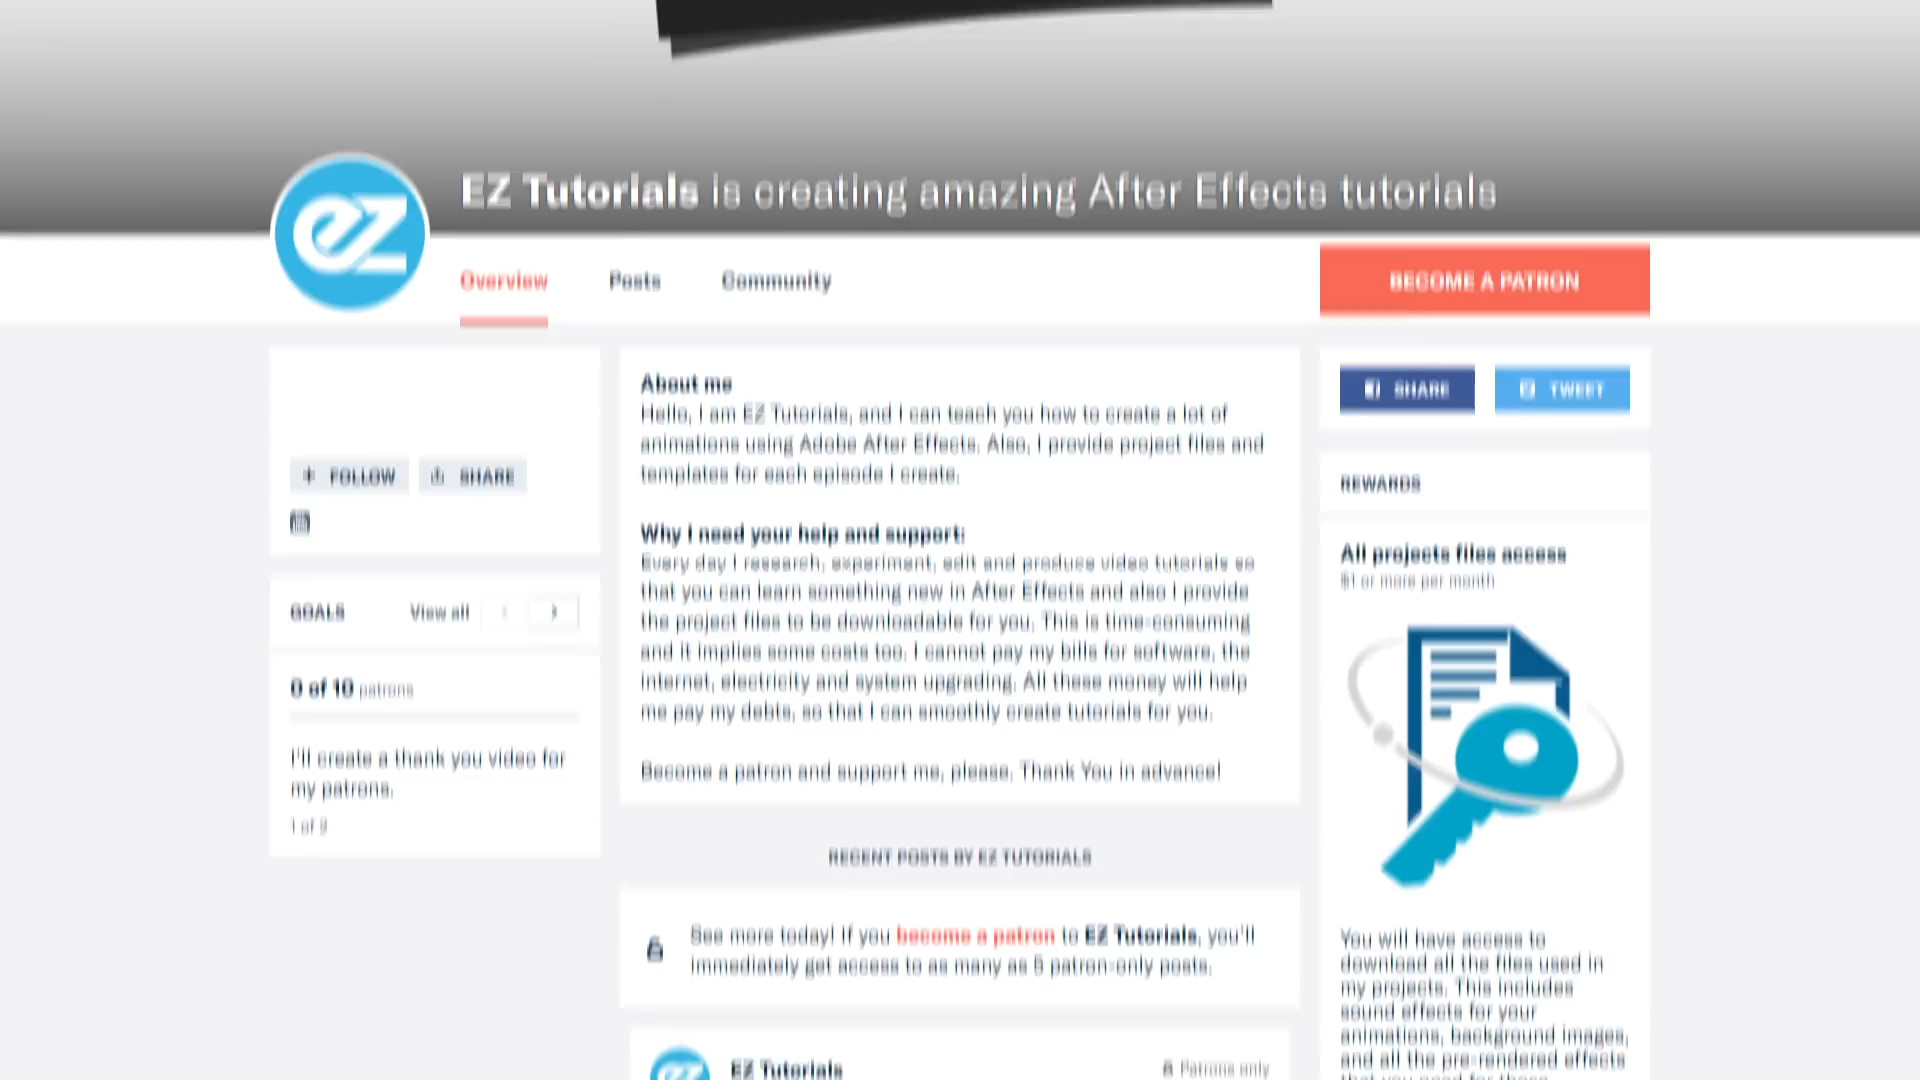 EZ Tutorials is creating amazing After Effects tutorials
ez
Overview
Posts
Community
BECOME A PATRON
FOLLOW
SHARE
GOALS
View all
0 of 10 patrons
I'll create a thank you video for
my patrons.
1 of 9
About me
Hello, I am EZ Tutorials, and I can teach you how to create a lot of
animations using Adobe After Effects. Also, I provide project files and
templates for each episode I create.
Why I need your help and support:
Every day I research, experiment, edit and produce video tutorials so
that you can learn something new in After Effects and also I provide
the project files to be downloadable for you. This is time-consuming
and it implies some costs too. I cannot pay my bills for software, the
internet, electricity and system upgrading. All these money will help
me pay my debts, so that I can smoothly create tutorials for you.
Become a patron and support me, please. Thank You in advance!
RECENT POSTS BY EZ TUTORIALS
See more today! If you become a patron to EZ Tutorials, you'll
immediately get access to as many as 5 patron-only posts.
ez
EZ Tutorials
Patrons only
SHARE
TWEET
REWARDS
All projects files access
$1 or more per month
You will have access to
download all the files used in
my projects. This includes
sound effects for your
animations, background images,
and all the pre-rendered effects
that you need for these